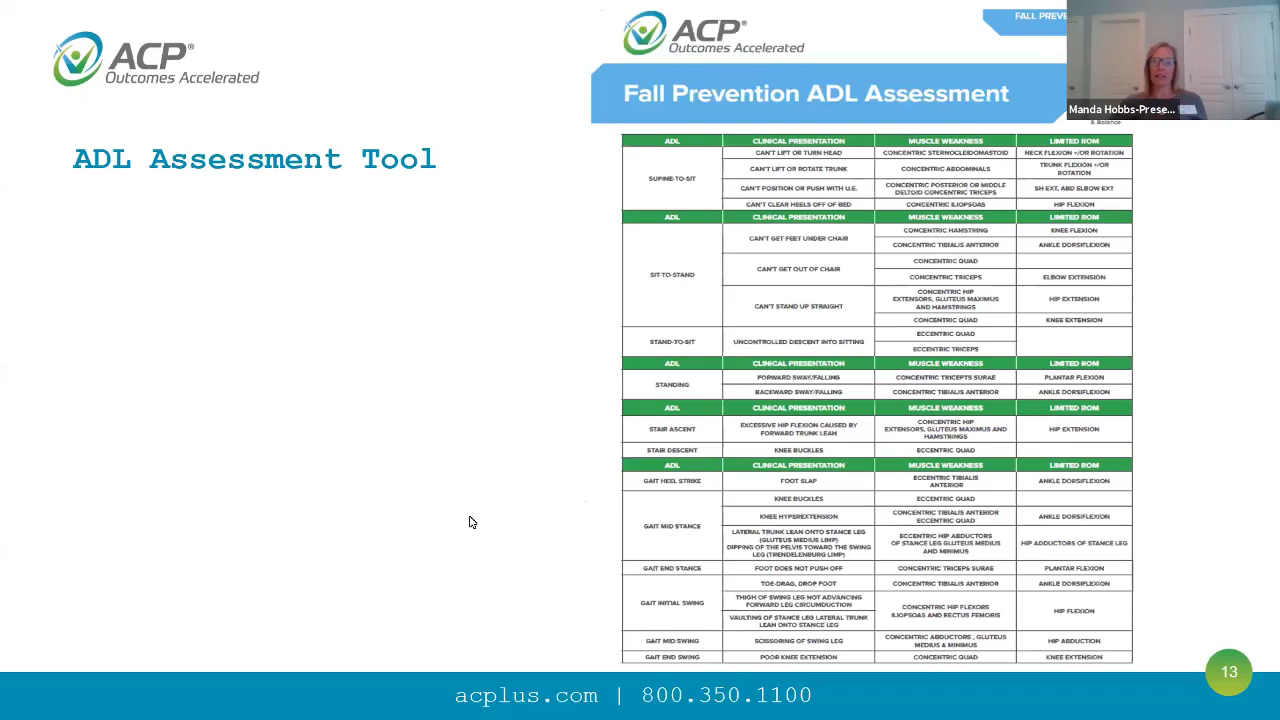 ACP®
Outcomes Accelerated
ADL Assessment Tool
ACP®
Outcomes Accelerated
FALL
Fall Prevention ADL Assessment
Manda Hobbs-Prese...
& Balance
ADL CLINICAL PRESENTATION MUSCLE WEAKNESS LIMITED ROM
SUPINE-TO-SIT
CAN'T LIFT OR TURN HEAD CONCENTRIC STERNOCLEIDOMASTOID NECK FLEXION +/OR ROTATION
CAN'T LIFT OR ROTATE TRUNK CONCENTRIC ABDOMINALS TRUNK FLEXION +/OR
ROTATION
CAN'T POSITION OR PUSH WITH U.E. CONCENTRIC POSTERIOR OR MIDDLE
DELTOID CONCENTRIC TRICEPS SH EXT, ABD ELBOW EXT
CAN'T CLEAR HEELS OFF OF BED CONCENTRIC ILIOPSOAS HIP FLEXION
ADL CLINICAL PRESENTATION MUSCLE WEAKNESS LIMITED ROM
SIT-TO-STAND
CAN'T GET FEET UNDER CHAIR CONCENTRIC HAMSTRING KNEE FLEXION
CONCENTRIC TIBIALIS ANTERIOR ANKLE DORSIFLEXION
CAN'T GET OUT OF CHAIR CONCENTRIC QUAD
CONCENTRIC TRICEPS ELBOW EXTENSION
CAN'T STAND UP STRAIGHT CONCENTRIC HIP
EXTENSORS, GLUTEUS MAXIMUS
AND HAMSTRINGS HIP EXTENSION
CONCENTRIC QUAD KNEE EXTENSION
STAND-TO-SIT UNCONTROLLED DESCENT INTO SITTING ECCENTRIC QUAD
ECCENTRIC TRICEPS
ADL CLINICAL PRESENTATION MUSCLE WEAKNESS LIMITED ROM
STANDING
FORWARD SWAY/FALLING CONCENTRIC TRICEPTS SURAE PLANTAR FLEXION
BACKWARD SWAY/FALLING CONCENTRIC TIBIALIS ANTERIOR ANKLE DORSIFLEXION
ADL CLINICAL PRESENTATION MUSCLE WEAKNESS LIMITED ROM
STAIR ASCENT EXCESSIVE HIP FLEXION CAUSED BY
FORWARD TRUNK LEAN CONCENTRIC HIP
EXTENSORS, GLUTEUS MAXIMUS AND
HAMSTRINGS HIP EXTENSION
STAIR DESCENT KNEE BUCKLES ECCENTRIC QUAD
ADL CLINICAL PRESENTATION MUSCLE WEAKNESS LIMITED ROM
GAIT HEEL STRIKE FOOT SLAP ECCENTRIC TIBIALIS
ANTERIOR ANKLE DORSIFLEXION
GAIT MID STANCE
KNEE BUCKLES ECCENTRIC QUAD
KNEE HYPEREXTENSION CONCENTRIC TIBIALIS ANTERIOR
ECCENTRIC QUAD ANKLE DORSIFLEXION
LATERAL TRUNK LEAN ONTO STANCE LEG
(GLUTEUS MEDIUS LIMP)
DIPPING OF THE PELVIS TOWARD THE SWING
LEG (TRENDELENBURG LIMP) ECCENTRIC HIP ABDUCTORS
OF STANCE LEG GLUTEUS MEDIUS
AND MINIMUS HIP ADDUCTORS OF STANCE LEG
GAIT END STANCE FOOT DOES NOT PUSH OFF CONCENTRIC TRICEPS SURAE PLANTAR FLEXION
GAIT INITIAL SWING
TOE-DRAG, DROP FOOT CONCENTRIC TIBIALIS ANTERIOR ANKLE DORSIFLEXION
THIGH OF SWING LEG NOT ADVANCING
FORWARD LEG CIRCUMDUCTION
CONCENTRIC HIP FLEXORS
ILIOPSOAS AND RECTUS FEMORIS HIP FLEXION
VAULTING OF STANCE LEG LATERAL TRUNK
LEAN ONTO STANCE LEG
GAIT MID SWING SCISSORING OF SWING LEG CONCENTRIC ABDUCTORS , GLUTEUS
MEDIUS & MINIMUS HIP ABDUCTION
GAIT END SWING POOR KNEE EXTENSION CONCENTRIC QUAD KNEE EXTENSION
13
acplus.com | 800.350.1100